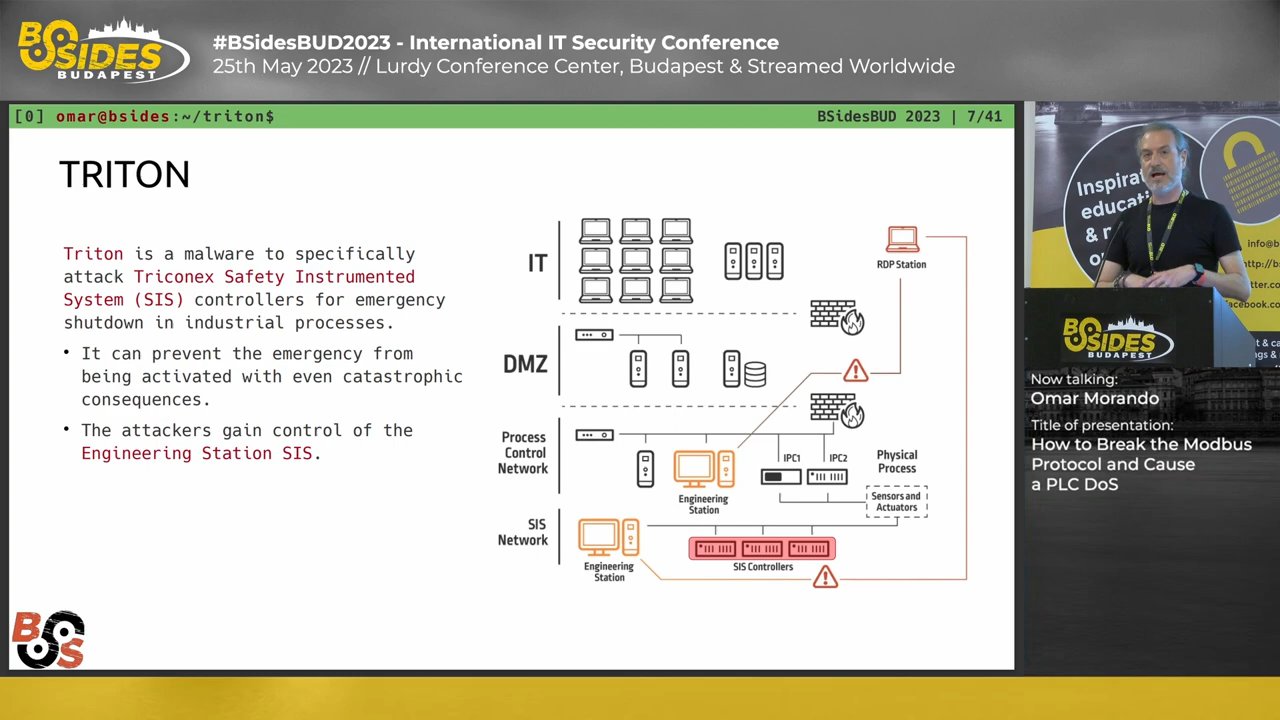 BSIDES
BUDAPEST
#BSidesBUD2023 - International IT Security Conference
25th May 2023 // Lurdy Conference Center, Budapest & Streamed Worldwide
[0] omar@bsides:~/triton$
BSidesBUD 2023 | 7/41
TRITON
Triton is a malware to specifically
attack Triconex Safety Instrumented
System (SIS) controllers for emergency
shutdown in industrial processes.
• It can prevent the emergency from
being activated with even catastrophic
consequences.
• The attackers gain control of the
Engineering Station SIS.
IT
RDP Station
DMZ
Process
Control
Network
IPC1
IPC2
Physical
Process
Engineering
Station
Sensors and
Actuators
SIS
Network
Engineering
Station
SIS Controllers
BSIDES
BUDAPEST
Now talking:
Omar Morando
Title of presentation:
How to Break the Modbus
Protocol and Cause
a PLC DoS